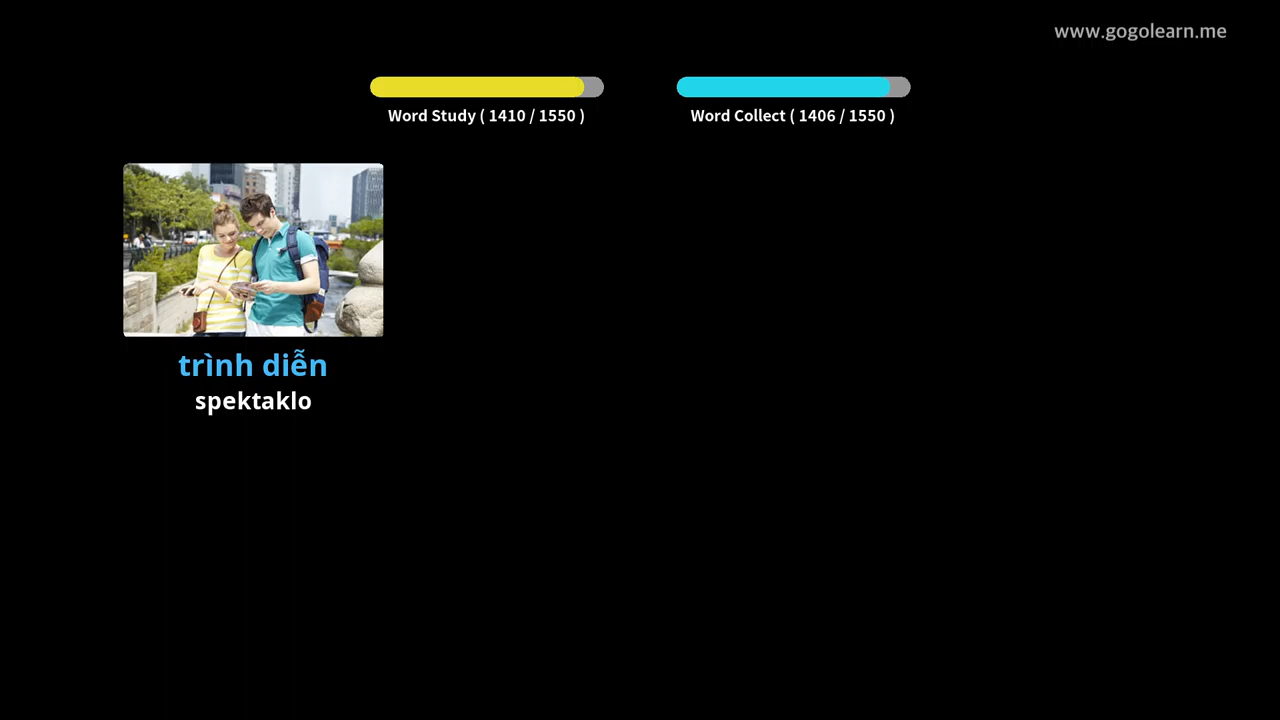 www.gogolearn.me
Word Study ( 1410 / 1550 )
Word Collect ( 1406 / 1550 )
trình diễn
spektaklo